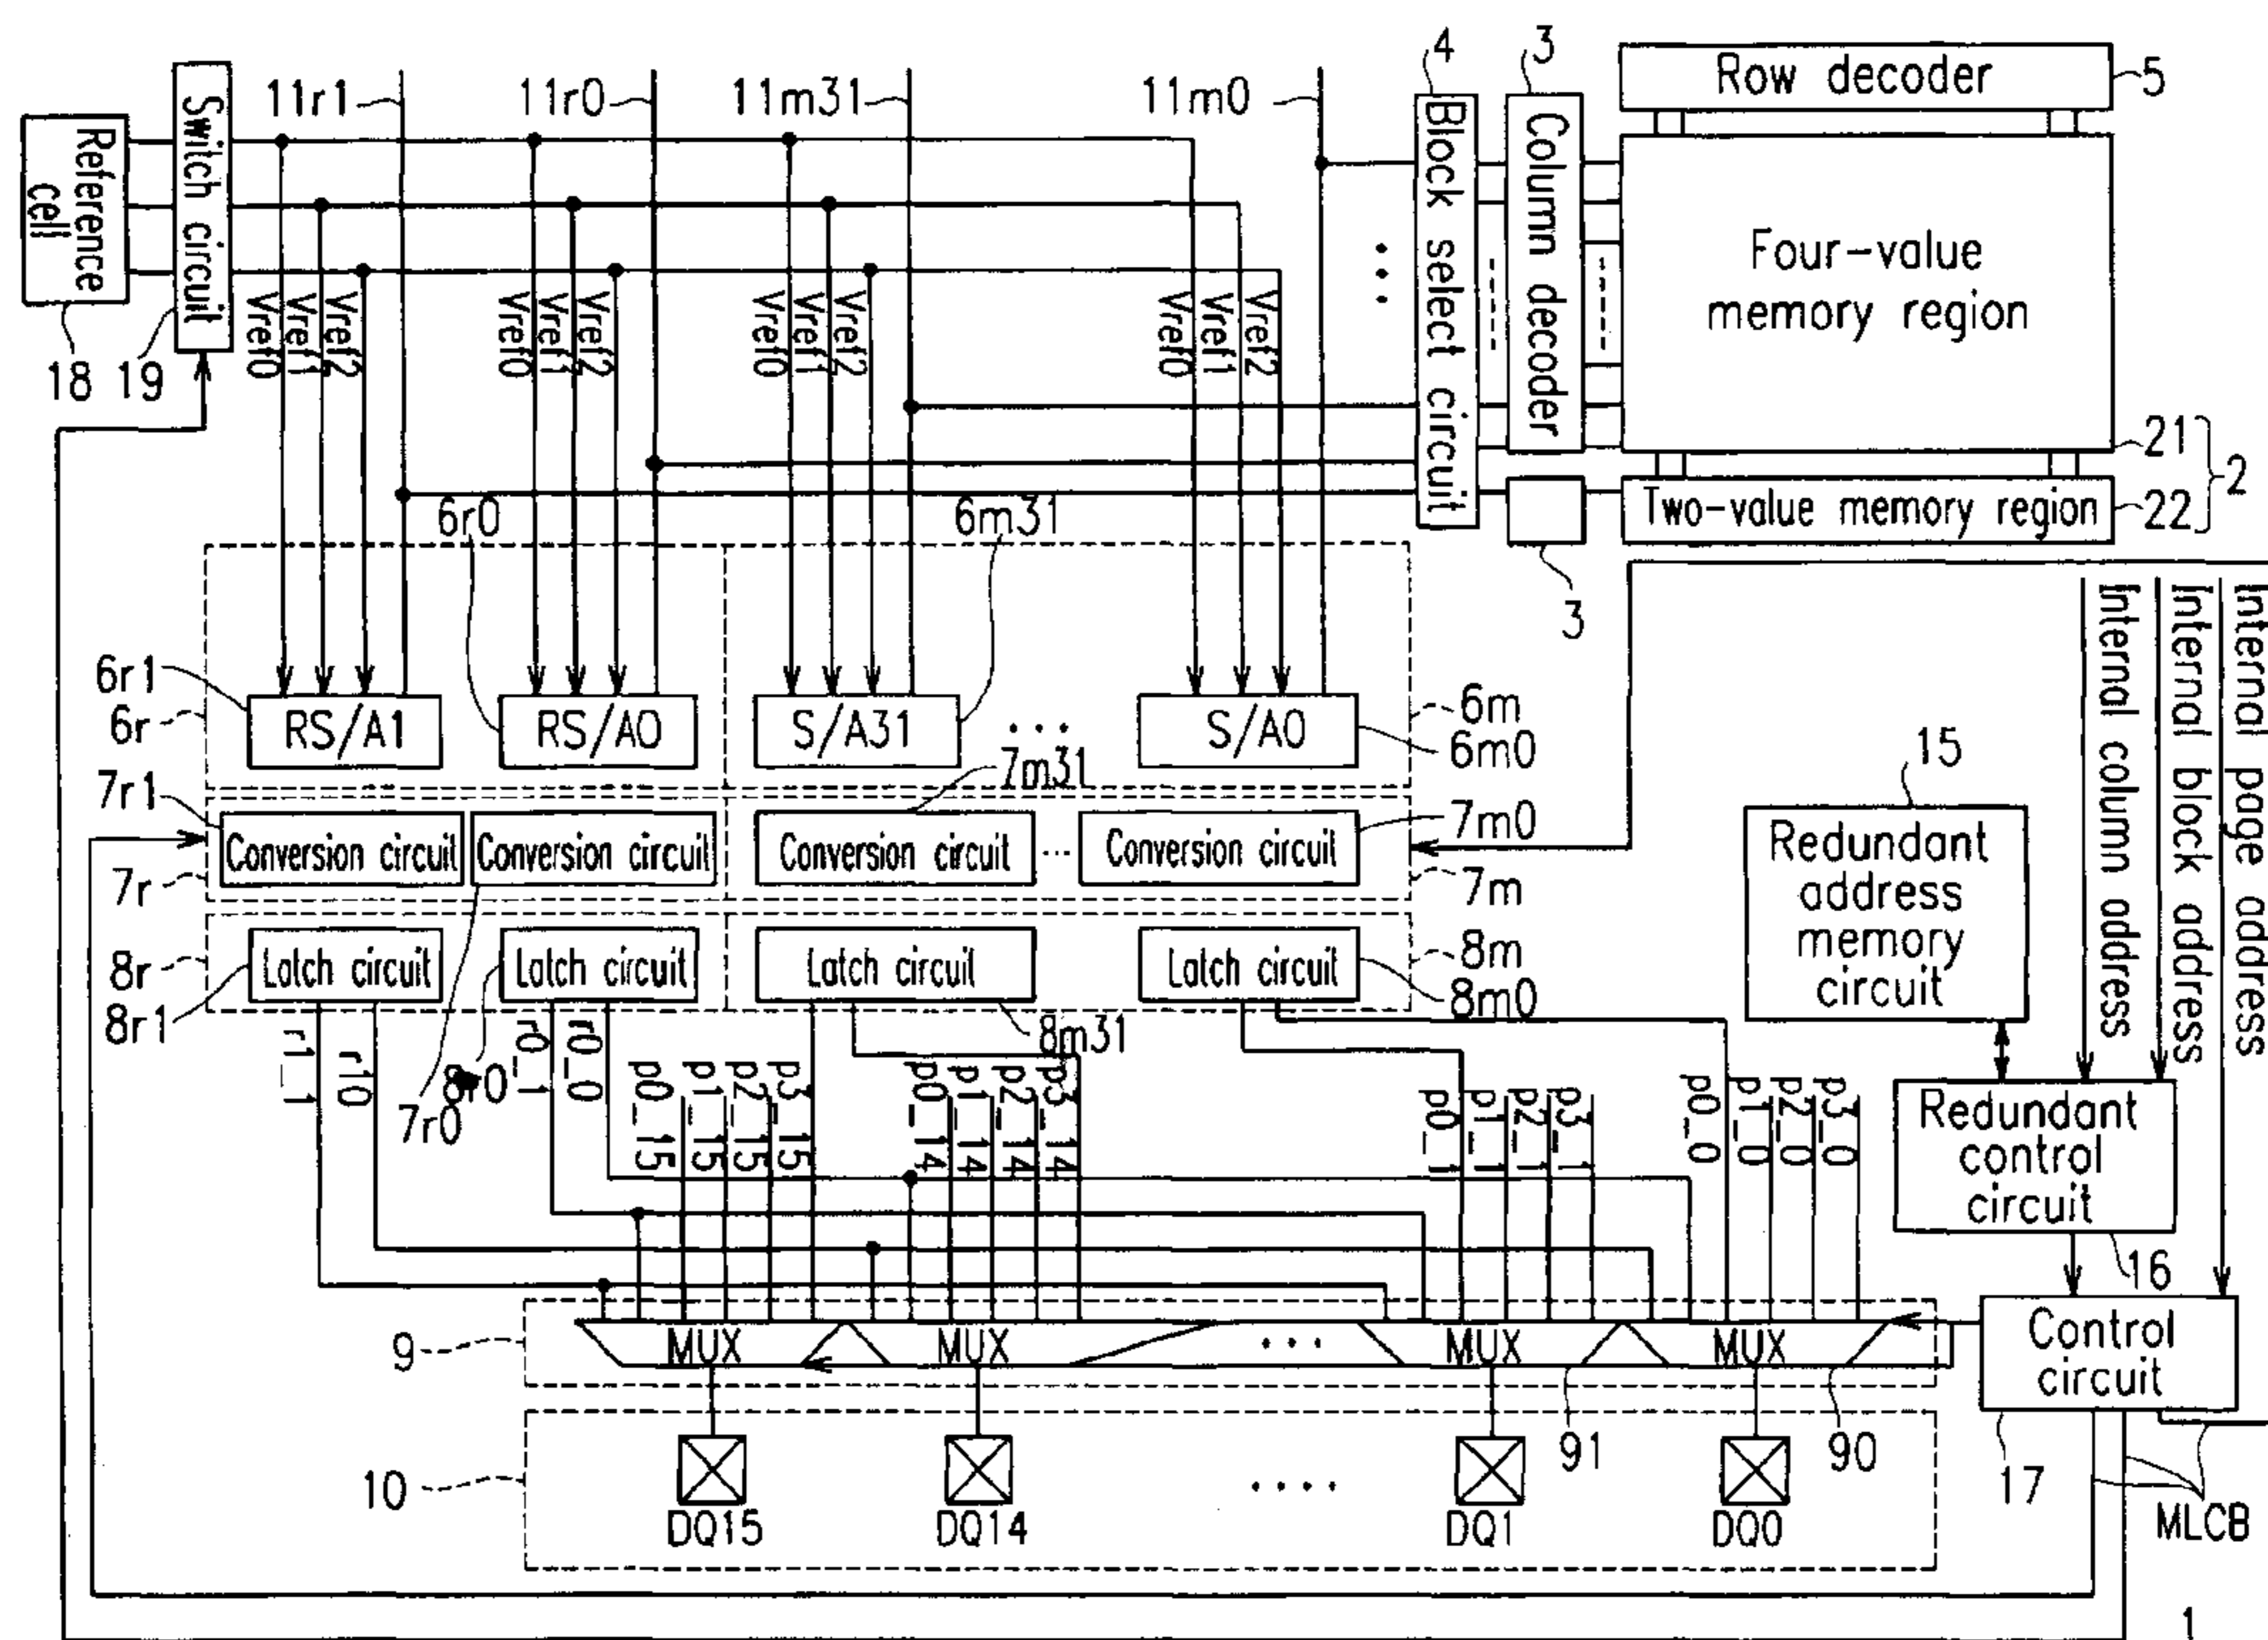 4
3
Row decoder
5
11r1
11r0
11m31
11m0
Switch circuit
Reference
cell
18
19
Block select circuit
Column decoder
Four-value
memory region
21
2
Two-value memory region
22
3
Vref0
Vref1
Vref2
Vref0
Vref1
Vref2
Vref0
Vref1
Vref2
Vref0
Vref1
Vref2
6r0
6m31
Internal column address
Internal block address
Internal page address
6r1
6r
RS/A1
RS/A0
S/A31
...
S/A0
6m
6m0
7m31
7r1
7r
Conversion circuit
Conversion circuit
Conversion circuit
...
Conversion circuit
7m0
7m
15
Redundant
address
memory
circuit
8r
8r1
Latch circuit
Latch circuit
Latch circuit
Latch circuit
8m
8m0
8m31
r1_1
r10
7r0
8r0
r0_1
r0_0
p0_15
p1_15
p2_15
p3_15
p0_14
p1_14
p2_14
p3_14
p0_1
p1_1
p2_1
p3_1
p0_0
p1_0
p2_0
p3_0
Redundant
control
circuit
16
9
MUX
MUX
...
MUX
MUX
Control
circuit
91
90
17
MLCB
10
DQ15
DQ14
....
DQ1
DQ0
1